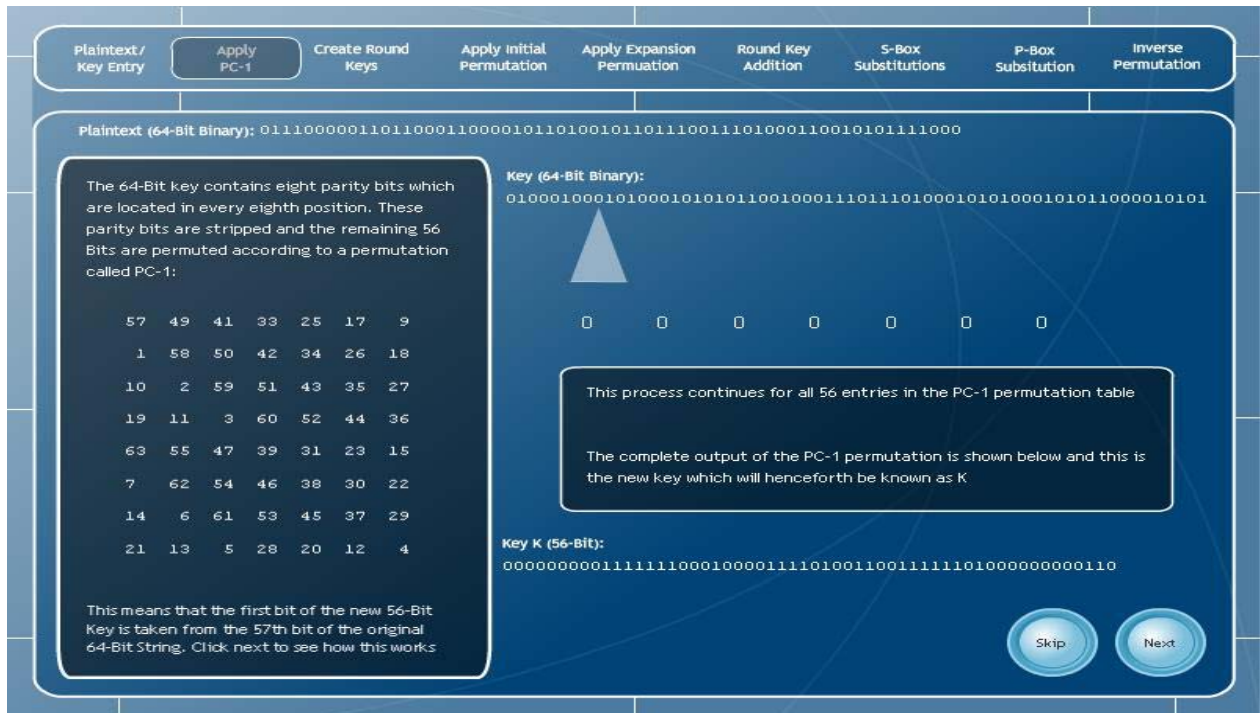 Plaintext/
Key Entry
Apply
PC-1
Create Round
Keys
Apply Initial
Permutation
Apply Expansion
Permuation
Round Key
Addition
S-Box
Substitutions
P-Box
Subsitution
Inverse
Permutation
Plaintext (64-Bit Binary): 0111000001101100011000010110100101101110011101000110010101111000
The 64-Bit key contains eight parity bits which
are located in every eighth position. These
parity bits are stripped and the remaining 56
Bits are permuted according to a permutation
called PC-1:
57 49 41 33 25 17 9
1 58 50 42 34 26 18
10 2 59 51 43 35 27
19 11 3 60 52 44 36
63 55 47 39 31 23 15
7 62 54 46 38 30 22
14 6 61 53 45 37 29
21 13 5 28 20 12 4
This means that the first bit of the new 56-Bit
Key is taken from the 57th bit of the original
64-Bit String. Click next to see how this works
Key (64-Bit Binary):
0100010001010001010101100100011101110100010101000101011000010101
0 0 0 0 0 0 0
This process continues for all 56 entries in the PC-1 permutation table
The complete output of the PC-1 permutation is shown below and this is
the new key which will henceforth be known as K
Key K (56-Bit):
00000000011111110001000011110100110011111101000000000110
Skip
Next